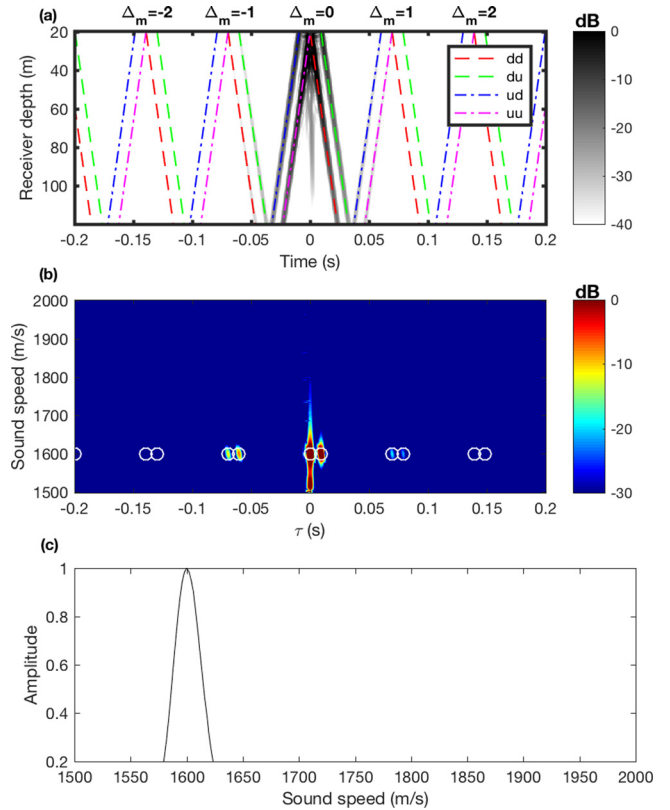 (a) Δm=-2 Δm=-1 Δm=0 Δm=1 Δm=2 dB
20
40
60
80
100
Receiver depth (m)
dd
du
ud
uu
0
-10
-20
-30
-40
-0.2 -0.15 -0.1 -0.05 0 0.05 0.1 0.15 0.2
Time (s)
(b) dB
2000
1900
1800
1700
1600
1500
Sound speed (m/s)
0
-10
-20
-30
-0.2 -0.15 -0.1 -0.05 0 0.05 0.1 0.15 0.2
τ (s)
(c)
1
0.8
0.6
0.4
0.2
Amplitude
1500 1550 1600 1650 1700 1750 1800 1850 1900 1950 2000
Sound speed (m/s)